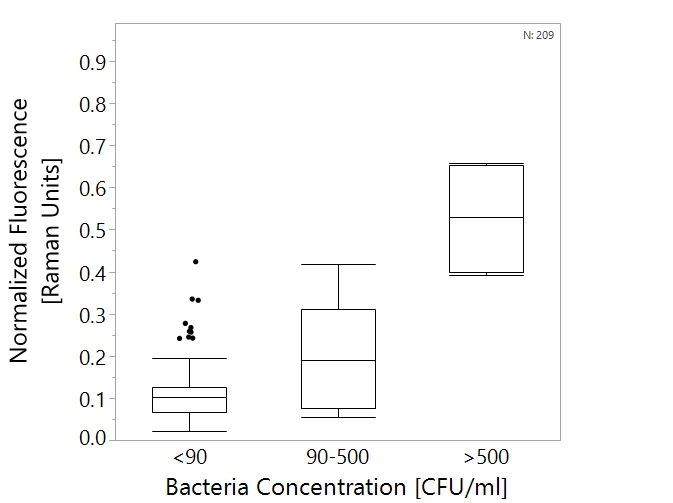 N: 209
0.9
0.8
0.7
0.6
0.5
0.4
0.3
0.2
0.1
0.0
Normalized Fluorescence
[Raman Units]
<90 90-500 >500
Bacteria Concentration [CFU/ml]